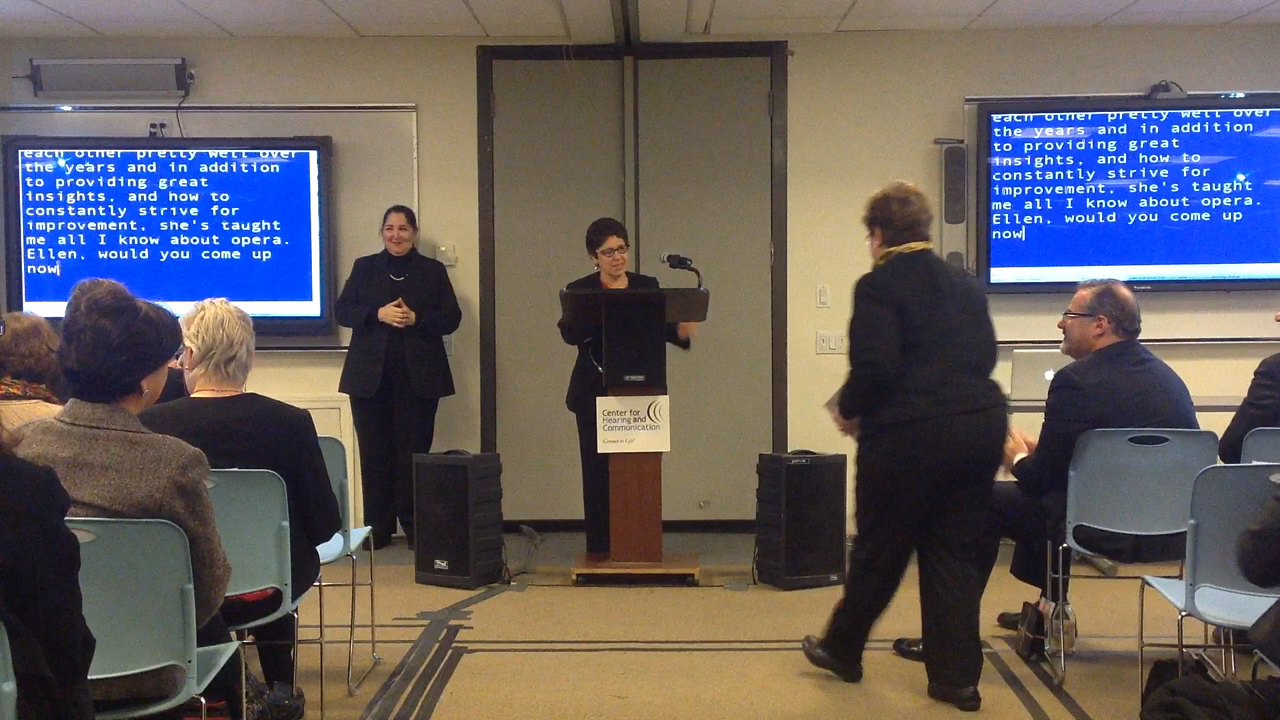 each other pretty well over
the years and in addition
to providing great
insights, and how to
constantly strive for
improvement, she's taught
me all I know about opera.
Ellen, would you come up
now
Center for
Hearing and
Communication
Connect to Life
each other pretty well over
the years and in addition
to providing great
insights, and how to
constantly strive for
improvement, she's taught
me all I know about opera.
Ellen, would you come up
now